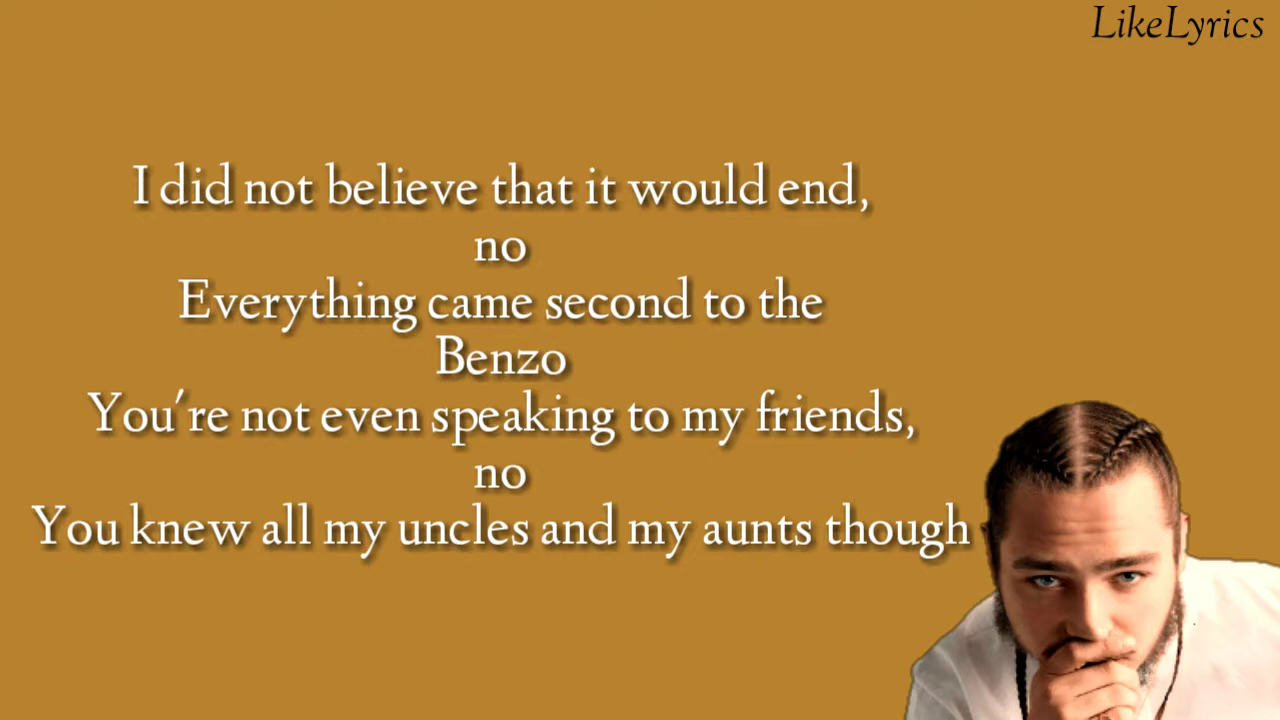 LikeLyrics
I did not believe that it would end,
no
Everything came second to the
Benzo
You're not even speaking to my friends,
no
You knew all my uncles and my aunts though